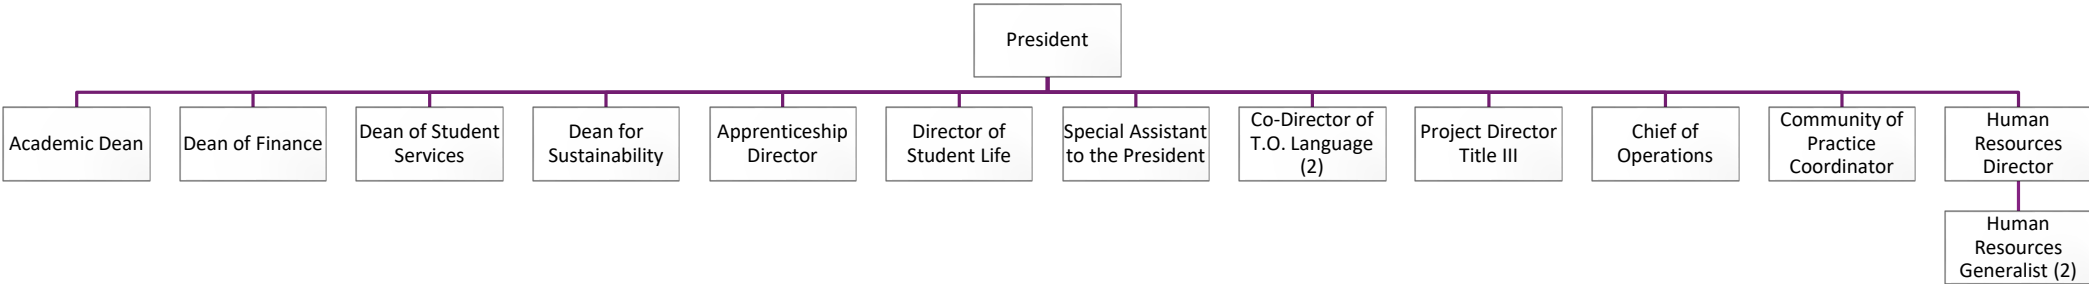 President
Academic Dean
Dean of Finance
Dean of Student
Services
Dean for
Sustainability
Apprenticeship
Director
Director of
Student Life
Special Assistant
to the President
Co-Director of
T.O. Language
(2)
Project Director
Title III
Chief of
Operations
Community of
Practice
Coordinator
Human
Resources
Director
Human
Resources
Generalist (2)